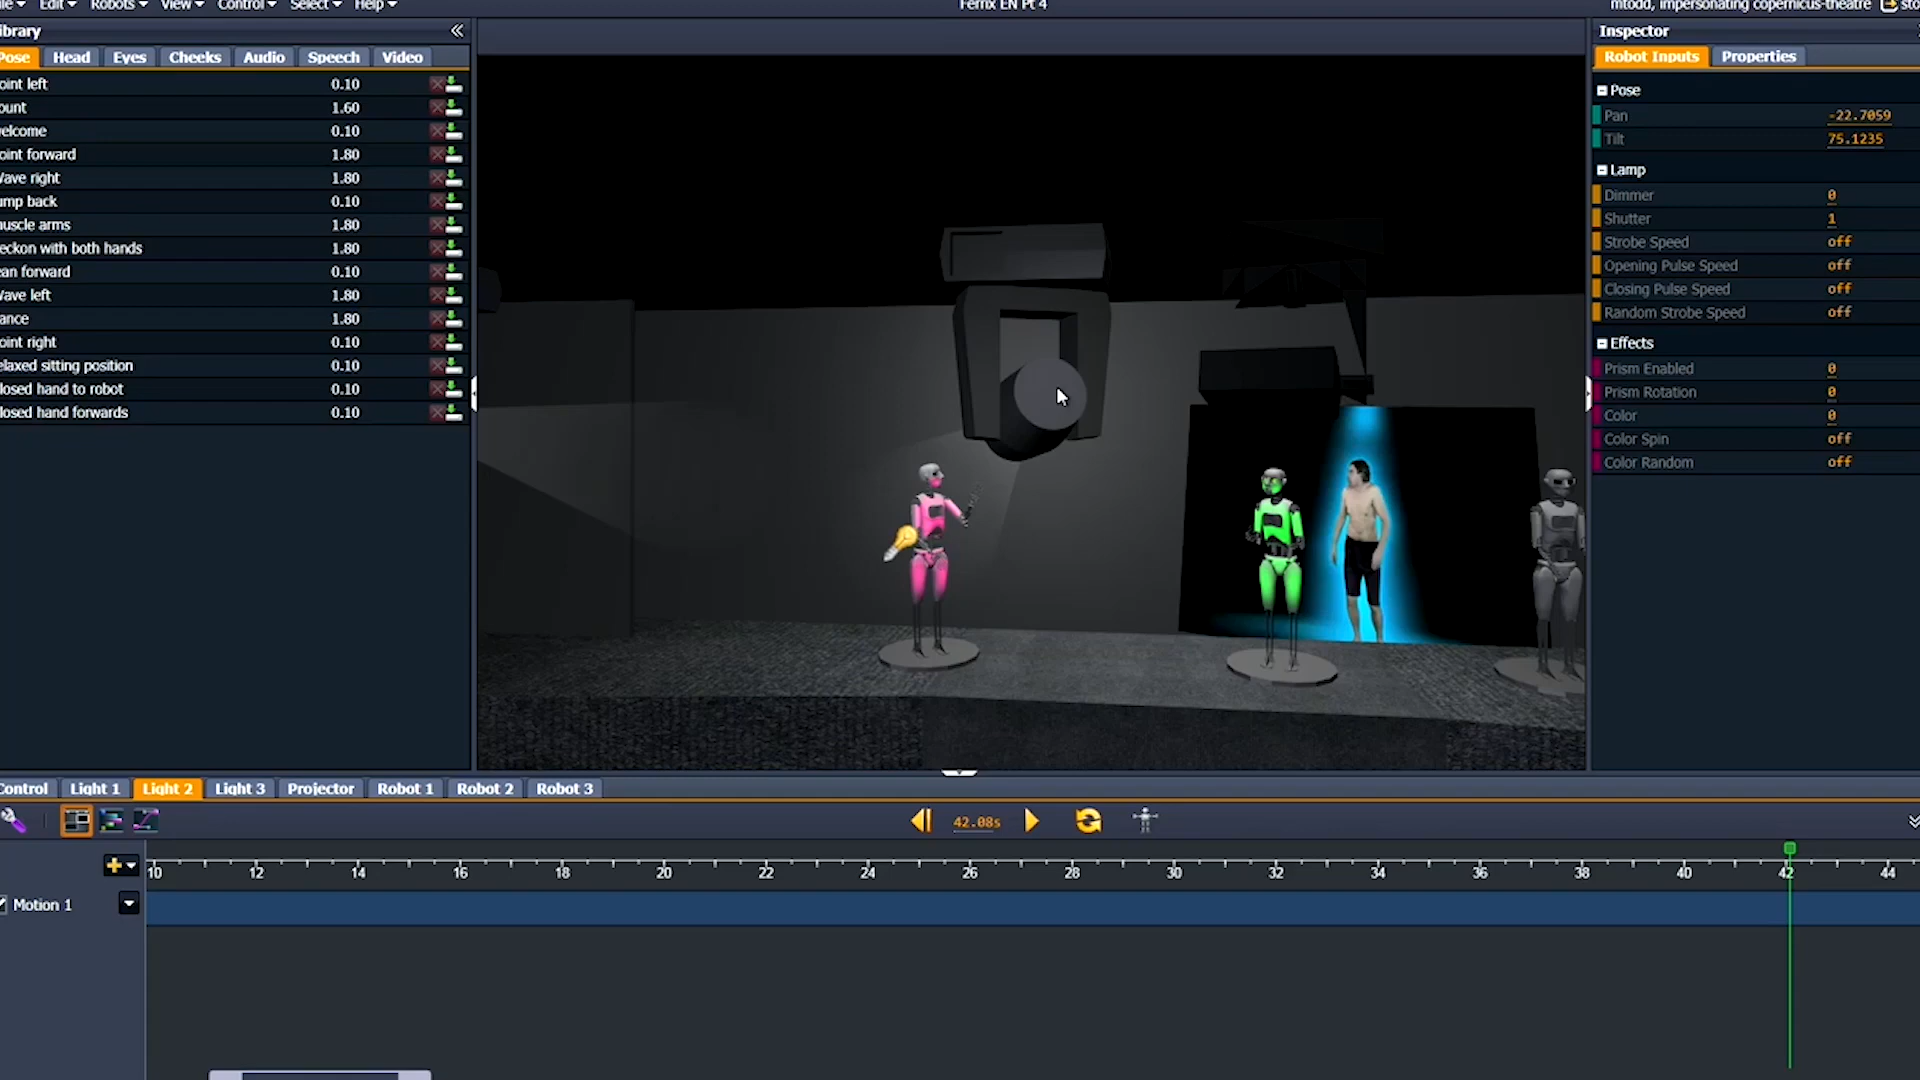 ile Edit Robots View Control Select Help
Ferrix EN Pt 4
mtodd, impersonating copernicus-theatre sto
ibrary
Pose Head Eyes Cheeks Audio Speech Video
oint left 0.10
ount 1.60
elcome 0.10
oint forward 1.80
Wave right 1.80
ump back 0.10
muscle arms 1.80
eckon with both hands 1.80
ean forward 0.10
Wave left 1.80
ance 1.80
oint right 0.10
elaxed sitting position 0.10
losed hand to robot 0.10
losed hand forwards 0.10
Inspector
Robot Inputs Properties
Pose
Pan -22.7059
Tilt 75.1235
Lamp
Dimmer 0
Shutter 1
Strobe Speed off
Opening Pulse Speed off
Closing Pulse Speed off
Random Strobe Speed off
Effects
Prism Enabled 0
Prism Rotation 0
Color 0
Color Spin off
Color Random off
Control Light 1 Light 2 Light 3 Projector Robot 1 Robot 2 Robot 3
42.08s
10 12 14 16 18 20 22 24 26 28 30 32 34 36 38 40 42 44
Motion 1